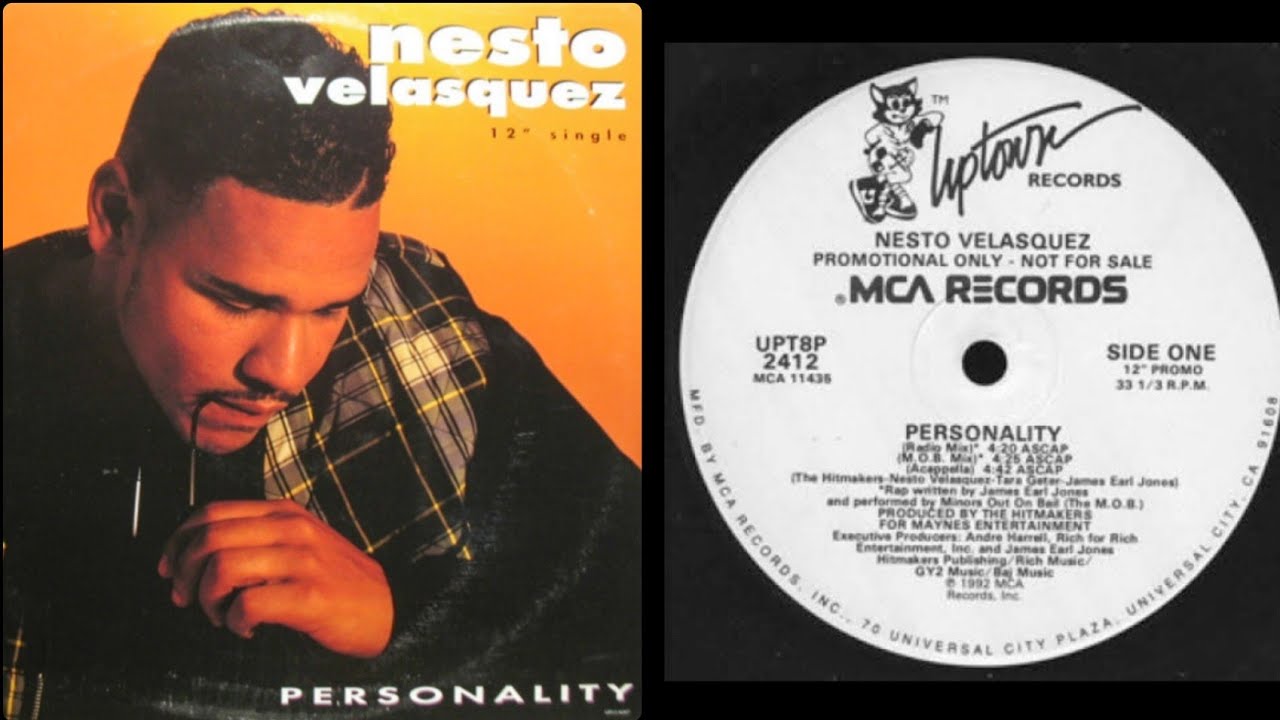 nesto
velasquez
12" single
PERSONALITY
TM
Uptown
RECORDS
NESTO VELASQUEZ
PROMOTIONAL ONLY - NOT FOR SALE
®MCA RECORDS
UPT8P
2412
MCA 11435
SIDE ONE
12" PROMO
33 1/3 R.P.M.
PERSONALITY
(Radio Mix)* 4:20 ASCAP
(M.O.B. Mix)* 4:25 ASCAP
(Acappella) 4:42 ASCAP
(The Hitmakers-Nesto Velasquez-Tara Geter-James Earl Jones)
*Rap written by James Earl Jones
and performed by Minors Out On Bail (The M.O.B.)
PRODUCED BY THE HITMAKERS
FOR MAYNES ENTERTAINMENT
Executive Producers: Andre Harrell, Rich for Rich
Entertainment, Inc. and James Earl Jones
Hitmakers Publishing/Rich Music/
GY2 Music/Baj Music
℗ 1992 MCA
Records, Inc.
MFD. BY MCA RECORDS, INC., 70 UNIVERSAL CITY PLAZA, UNIVERSAL CITY, CA 91608